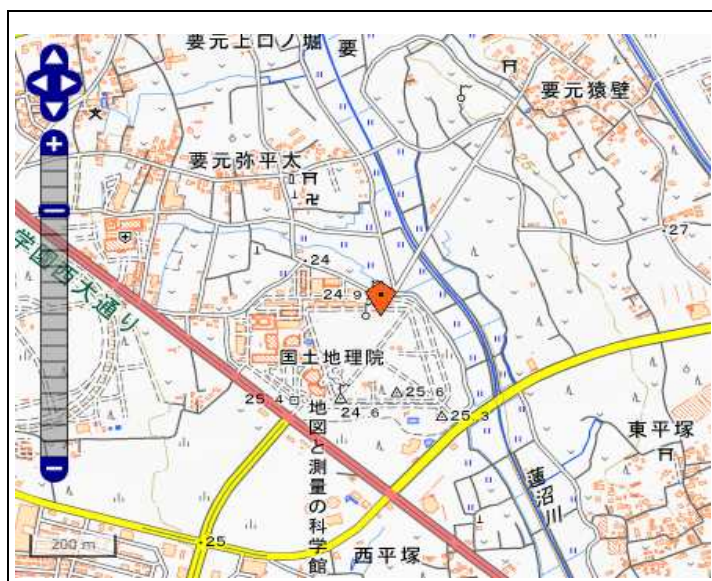 要元上口ノ堀
要
要元猿壁
要元弥平太
学園西大通り
24
27
24.9
国土地理院
25
25.6
25.4
24.6
25.3
地図と測量の科学館
東平塚
蓮沼川
25
西平塚
200 m